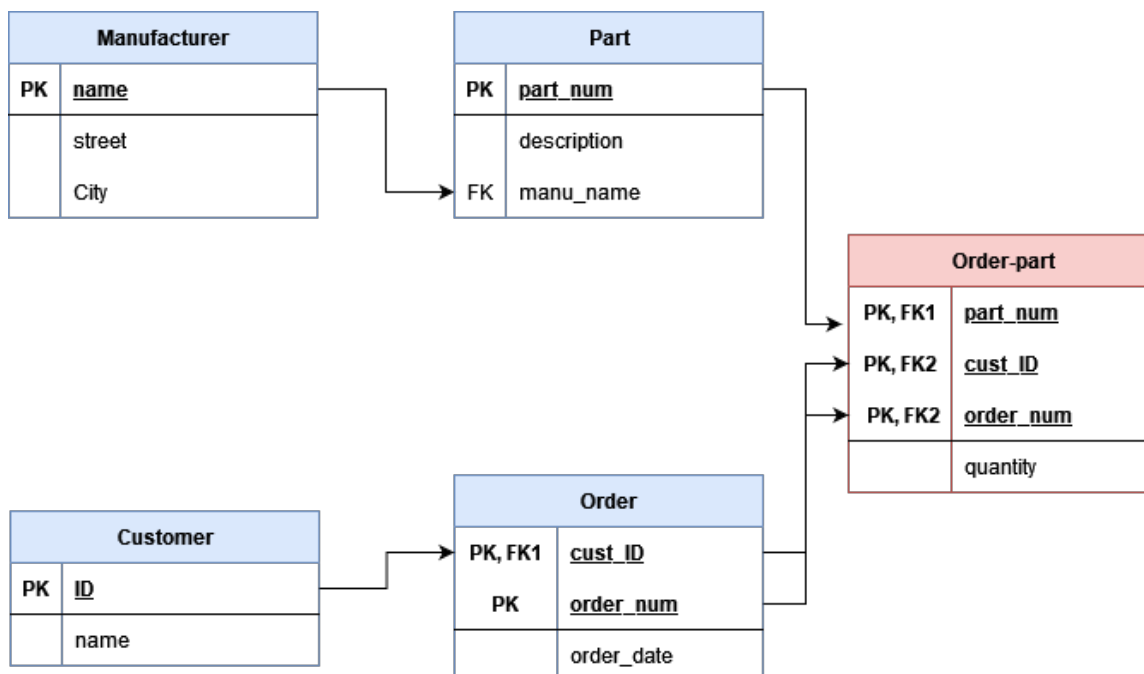 Manufacturer
PK name
street
City
Part
PK part_num
description
FK manu_name
Order-part
PK, FK1 part_num
PK, FK2 cust_ID
PK, FK2 order_num
quantity
Customer
PK ID
name
Order
PK, FK1 cust_ID
PK order_num
order_date